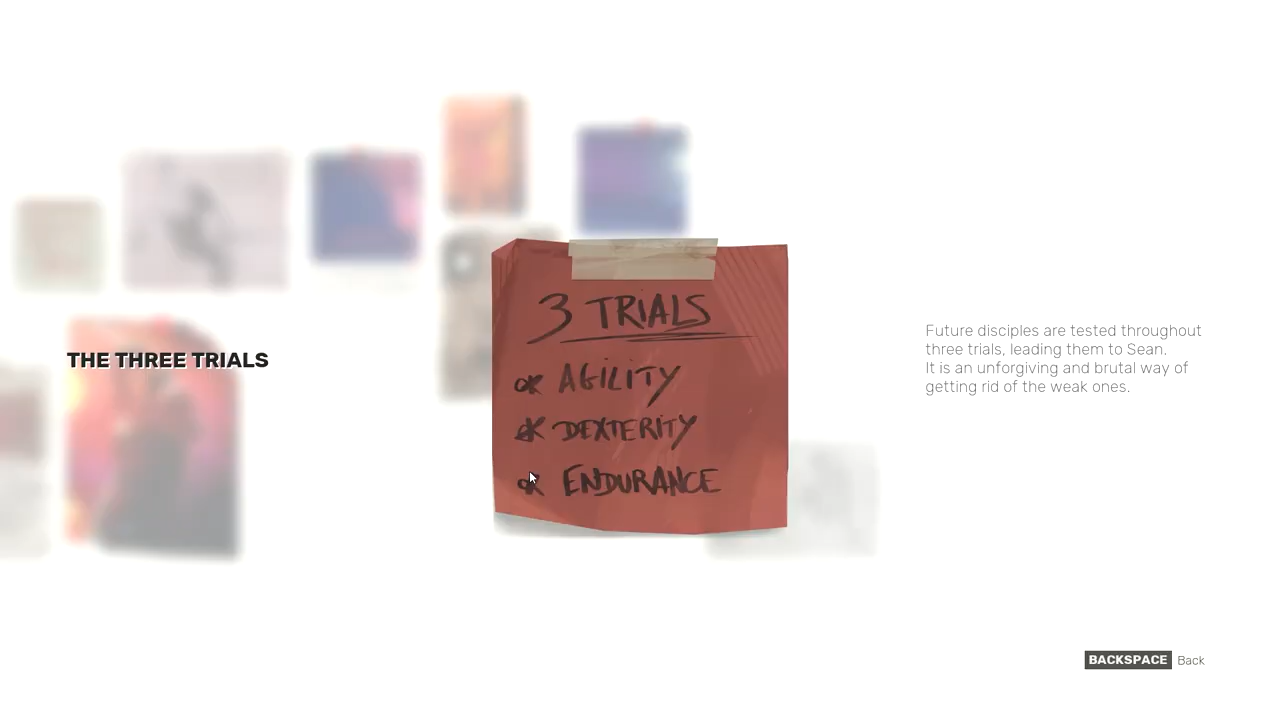 THE THREE TRIALS
3 TRIALS
OK AGILITY
OK DEXTERITY
OK ENDURANCE
Future disciples are tested throughout
three trials, leading them to Sean.
It is an unforgiving and brutal way of
getting rid of the weak ones.
BACKSPACE Back